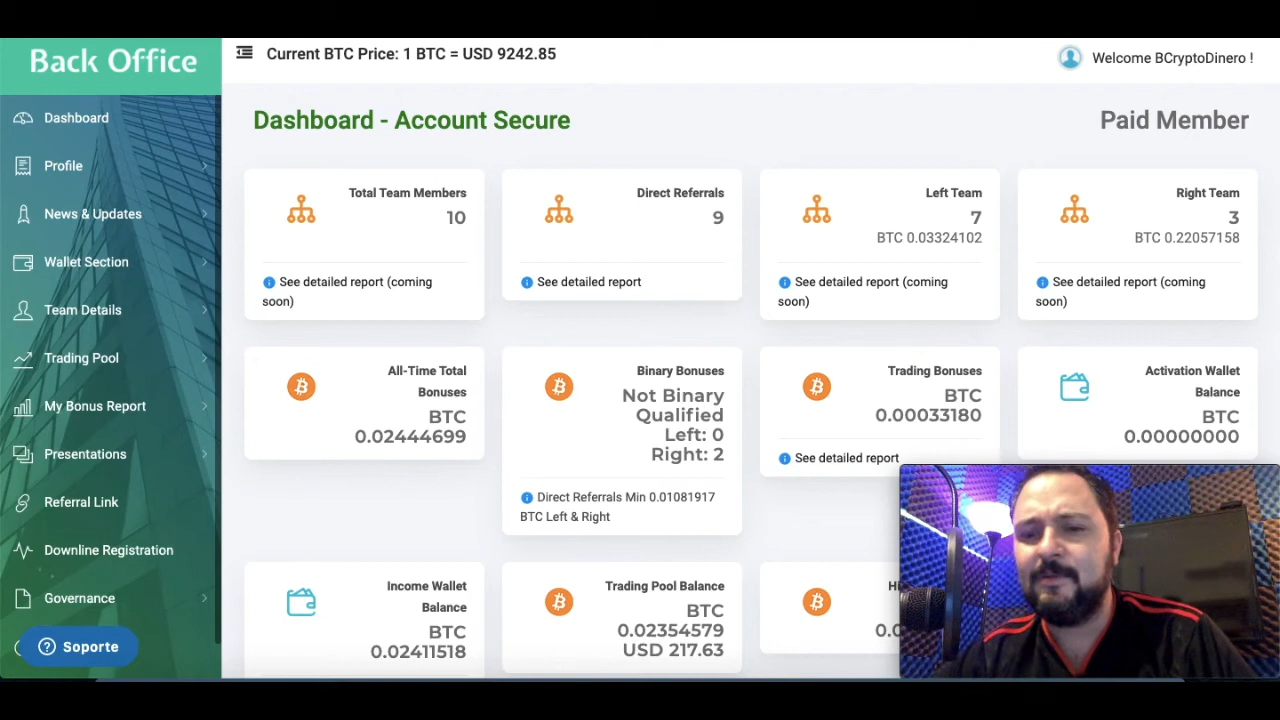 Back Office
Current BTC Price: 1 BTC = USD 9242.85
Welcome BCryptoDinero !
Dashboard
Profile
News & Updates
Wallet Section
Team Details
Trading Pool
My Bonus Report
Presentations
Referral Link
Downline Registration
Governance
Soporte
Dashboard - Account Secure
Paid Member
Total Team Members
10
See detailed report (coming
soon)
Direct Referrals
9
See detailed report
Left Team
7
BTC 0.03324102
See detailed report (coming
soon)
Right Team
3
BTC 0.22057158
See detailed report (coming
soon)
All-Time Total
Bonuses
BTC
0.02444699
Binary Bonuses
Not Binary
Qualified
Left: 0
Right: 2
Direct Referrals Min 0.01081917
BTC Left & Right
Trading Bonuses
BTC
0.00033180
See detailed report
Activation Wallet
Balance
BTC
0.00000000
Income Wallet
Balance
BTC
0.02411518
Trading Pool Balance
BTC
0.02354579
USD 217.63